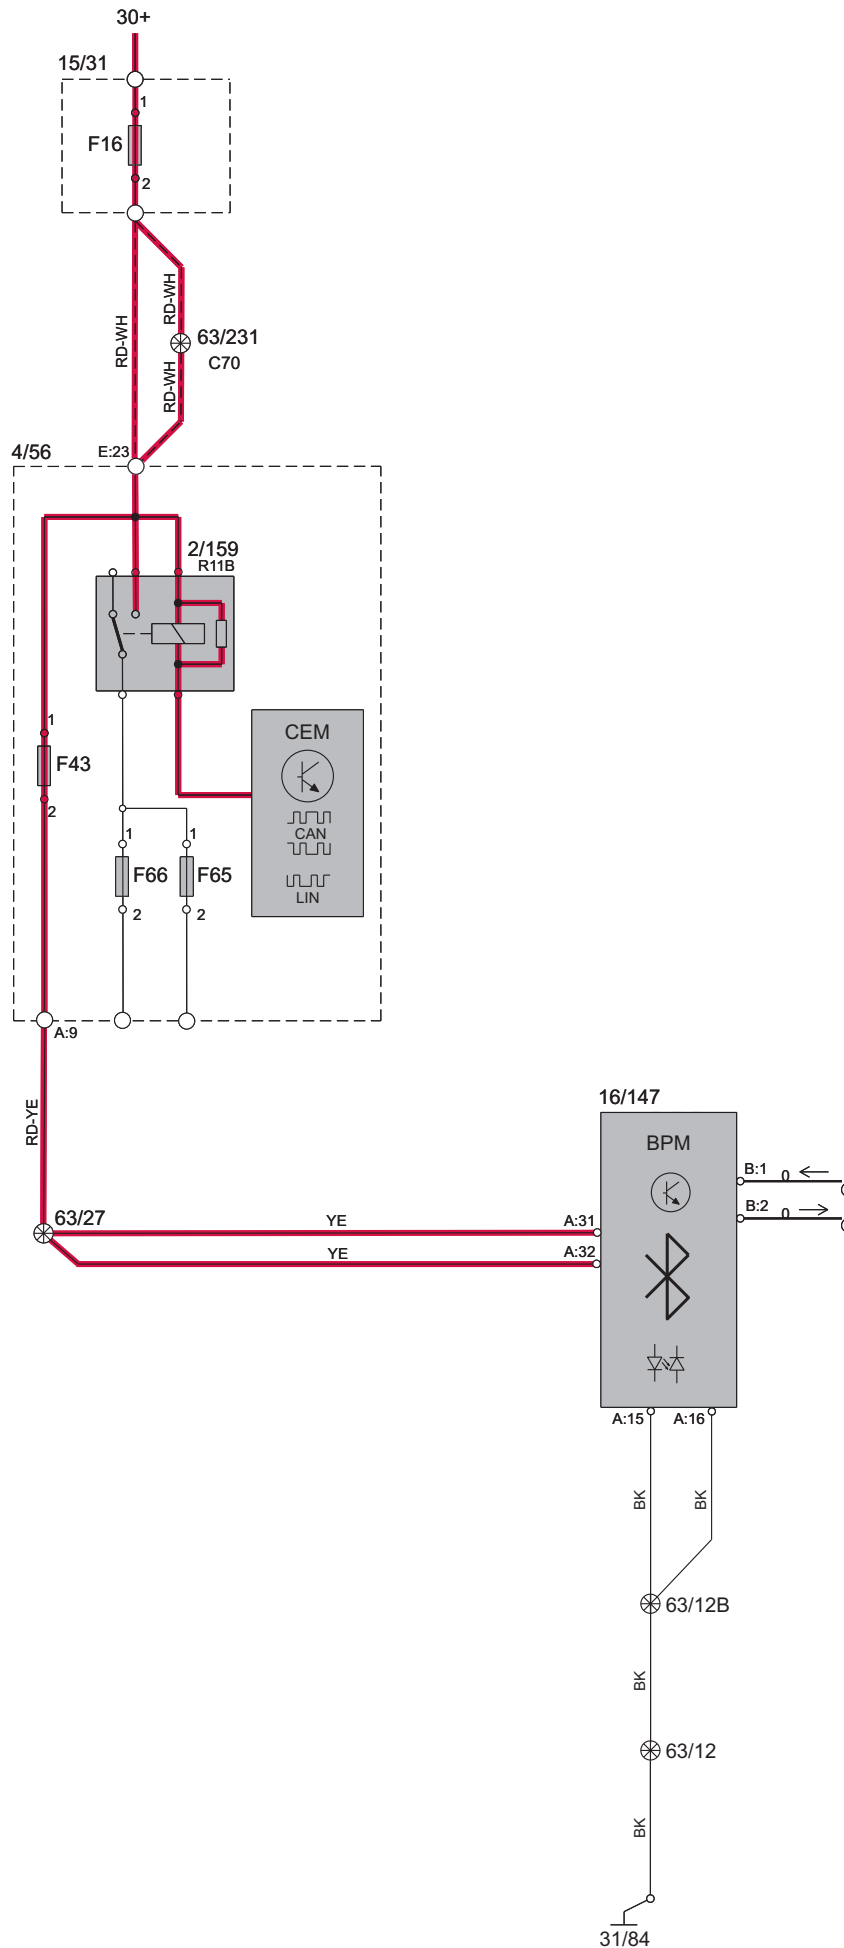 30+
15/31
1
F16
2
RD-WH
RD-WH
63/231
C70
RD-WH
4/56
E:23
2/159
R11B
1
F43
2
CEM
CAN
LIN
1
1
F66
F65
2
2
A:9
RD-YE
16/147
BPM
B:1
0
B:2
0
63/27
YE
A:31
YE
A:32
A:15
A:16
BK
BK
63/12B
BK
63/12
BK
31/84